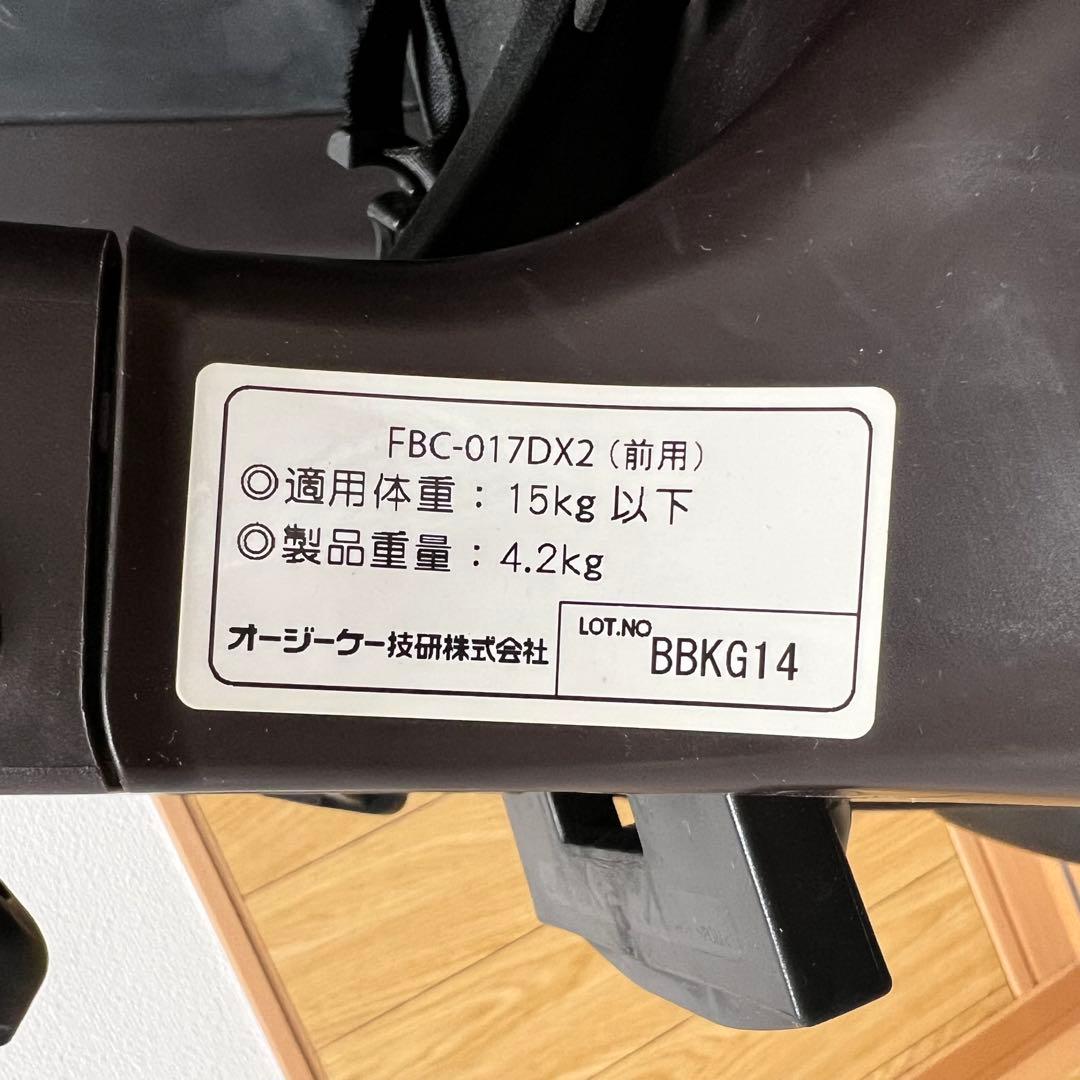 FBC-017DX2（前用）
◎適用体重：15kg 以下
◎製品重量：4.2kg
オージーケー技研株式会社
LOT.NO BBKG14